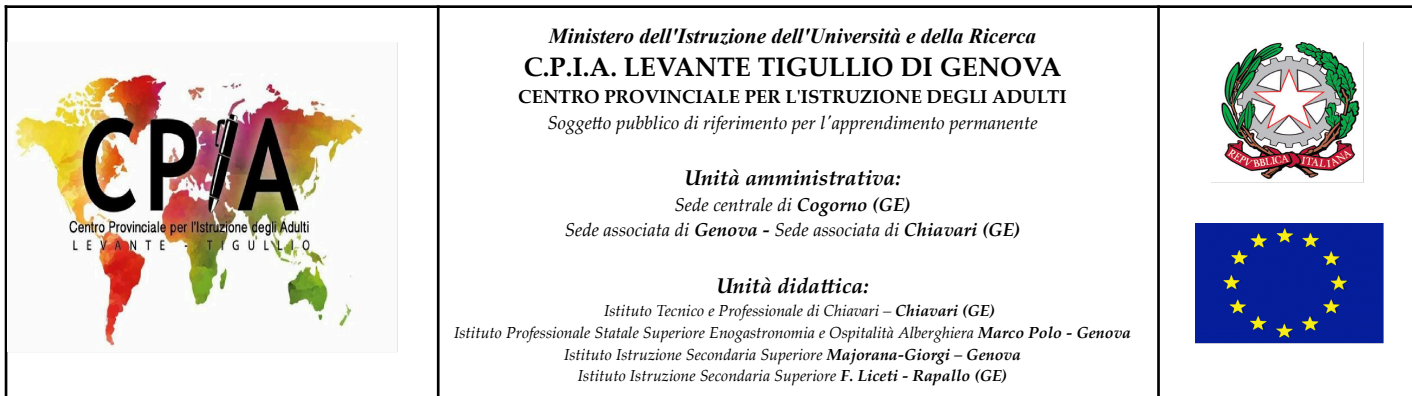 CPIA
Centro Provinciale per l'Istruzione degli Adulti
LEVANTE - TIGULLIO
Ministero dell'Istruzione dell'Università e della Ricerca
C.P.I.A. LEVANTE TIGULLIO DI GENOVA
CENTRO PROVINCIALE PER L'ISTRUZIONE DEGLI ADULTI
Soggetto pubblico di riferimento per l'apprendimento permanente
Unità amministrativa:
Sede centrale di Cogorno (GE)
Sede associata di Genova - Sede associata di Chiavari (GE)
Unità didattica:
Istituto Tecnico e Professionale di Chiavari – Chiavari (GE)
Istituto Professionale Statale Superiore Enogastronomia e Ospitalità Alberghiera Marco Polo - Genova
Istituto Istruzione Secondaria Superiore Majorana-Giorgi – Genova
Istituto Istruzione Secondaria Superiore F. Liceti - Rapallo (GE)
REPVBBLICA ITALIANA